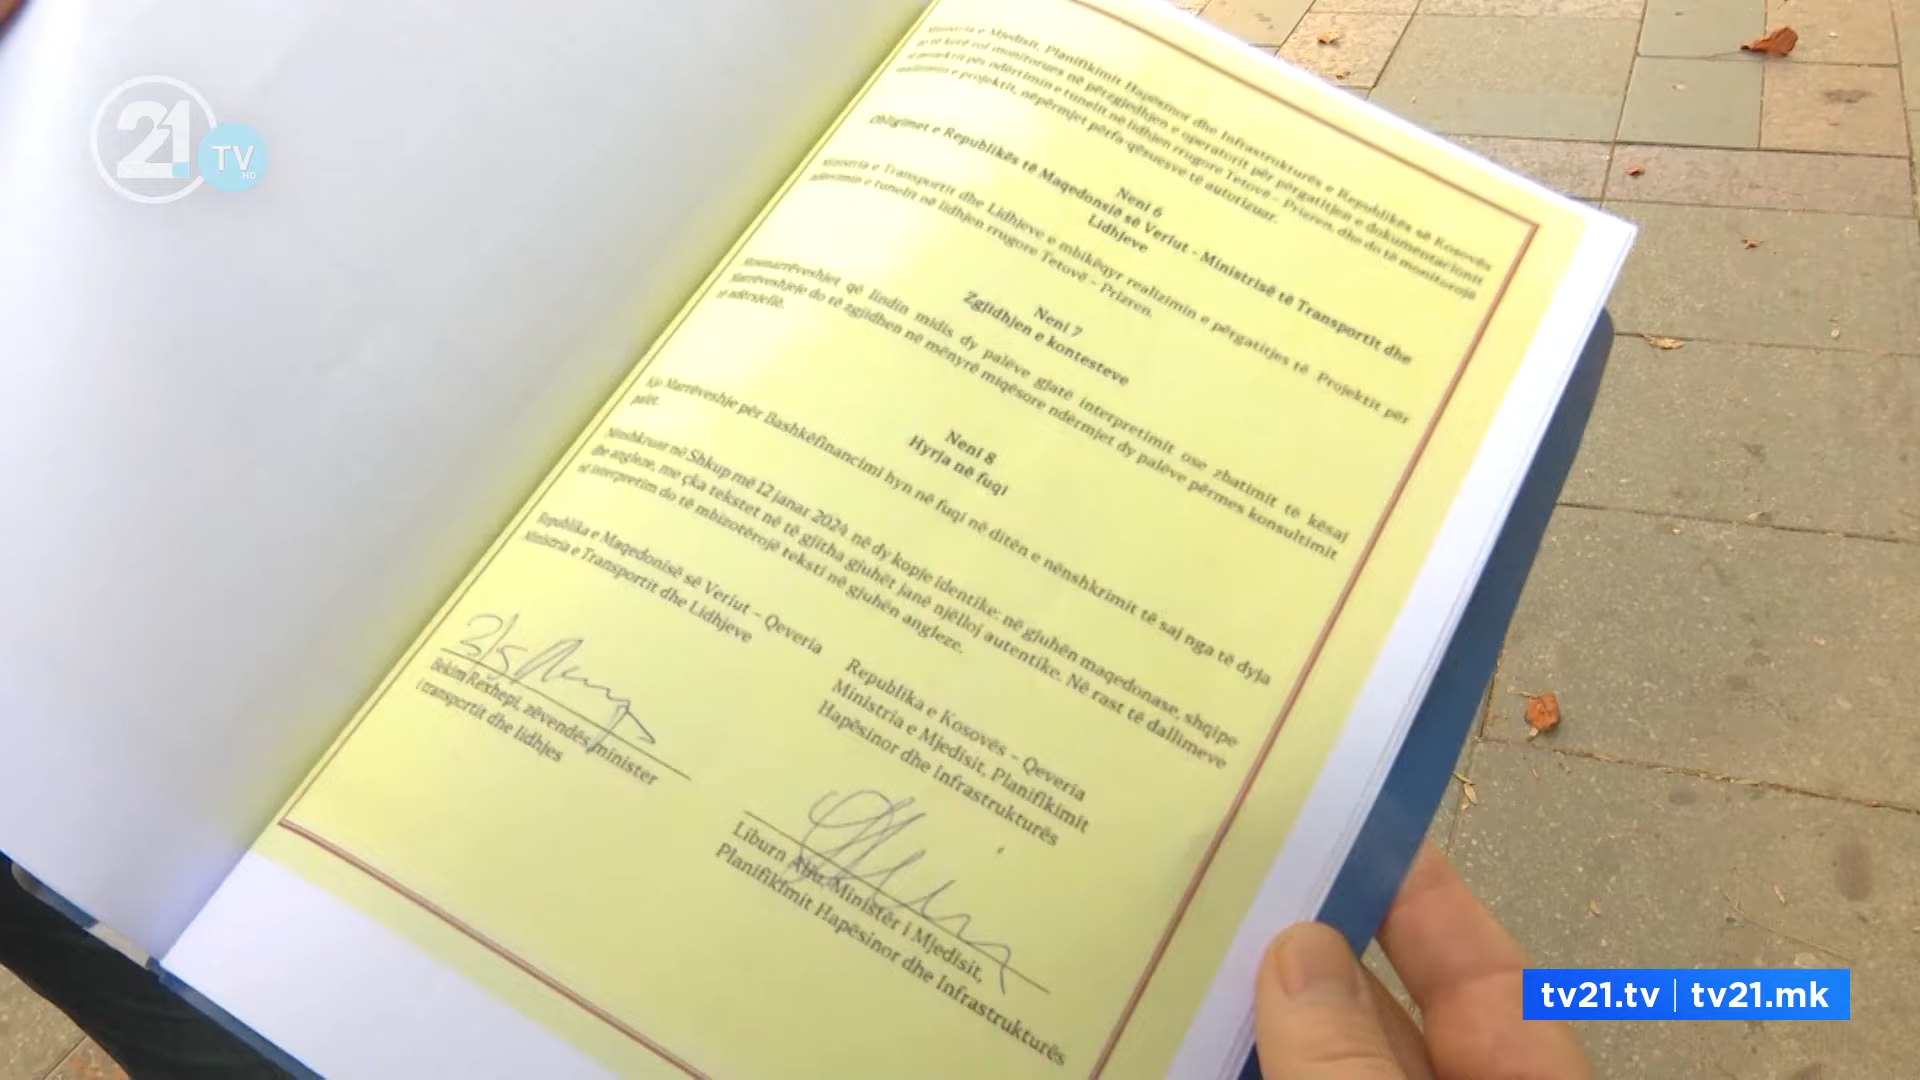 21 TV HD
Ministria e Mjedisit, Planifikimit Hapësinor dhe Infrastrukturës e Republikës së Kosovës
do të ketë rol monitorues në përzgjedhjen e operatorit për përgatitjen e dokumentacionit
të projektit për ndërtimin e tunelit në lidhjen rrugore Tetovë - Prizren, dhe do të monitorojë
realizimin e projektit, nëpërmjet përfaqësuesve të autorizuar.
Neni 6
Obligimet e Republikës të Maqedonsië së Veriut - Ministrisë të Transportit dhe
Lidhjeve
Ministria e Transportit dhe Lidhjeve e mbikëqyr realizimin e përgatitjes të Projektit për
ndërtimin e tunelit në lidhjen rrugore Tetovë - Prizren.
Neni 7
Zgjidhjen e kontesteve
Mosmarrëveshjet që lindin midis dy palëve gjatë interpretimit ose zbatimit të kësaj
Marrëveshjeje do të zgjidhen në mënyrë miqësore ndërmjet dy palëve përmes konsultimit
të ndërsjellë.
Neni 8
Hyrja në fuqi
Kjo Marrëveshje për Bashkëfinancimi hyn në fuqi në ditën e nënshkrimit të saj nga të dyja
palët.
Nënshkruar në Shkup më 12 janar 2024 në dy kopje identike: në gjuhën maqedonase, shqipe
dhe angleze, me çka tekstet në të gjitha gjuhët janë njëlloj autentike. Në rast të dallimeve
në interpretim do të mbizotërojë teksti në gjuhën angleze.
Republika e Maqedonisë së Veriut – Qeveria
Ministria e Transportit dhe Lidhjeve
Bekim Rexhepi, zëvendës minister
i transportit dhe lidhjes
Republika e Kosovës – Qeveria
Ministria e Mjedisit, Planifikimit
Hapësinor dhe Infrastrukturës
Liburn Aliu, Ministër i Mjedisit,
Planifikimit Hapësinor dhe Infrastrukturës
tv21.tv | tv21.mk